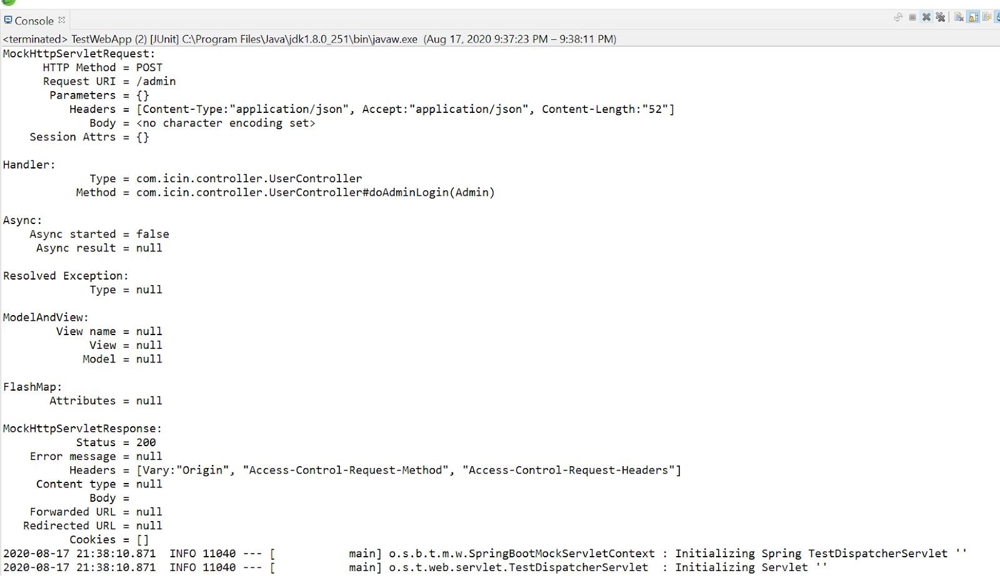 Console
<terminated> TestWebApp (2) [JUnit] C:\Program Files\Java\jdk1.8.0_251\bin\javaw.exe (Aug 17, 2020 9:37:23 PM – 9:38:11 PM)
MockHttpServletRequest:
HTTP Method = POST
Request URI = /admin
Parameters = {}
Headers = [Content-Type:"application/json", Accept:"application/json", Content-Length:"52"]
Body = <no character encoding set>
Session Attrs = {}
Handler:
Type = com.icin.controller.UserController
Method = com.icin.controller.UserController#doAdminLogin(Admin)
Async:
Async started = false
Async result = null
Resolved Exception:
Type = null
ModelAndView:
View name = null
View = null
Model = null
FlashMap:
Attributes = null
MockHttpServletResponse:
Status = 200
Error message = null
Headers = [Vary:"Origin", "Access-Control-Request-Method", "Access-Control-Request-Headers"]
Content type = null
Body =
Forwarded URL = null
Redirected URL = null
Cookies = []
2020-08-17 21:38:10.871  INFO 11040 --- [           main] o.s.b.t.m.w.SpringBootMockServletContext : Initializing Spring TestDispatcherServlet ''
2020-08-17 21:38:10.871  INFO 11040 --- [           main] o.s.t.web.servlet.TestDispatcherServlet  : Initializing Servlet ''